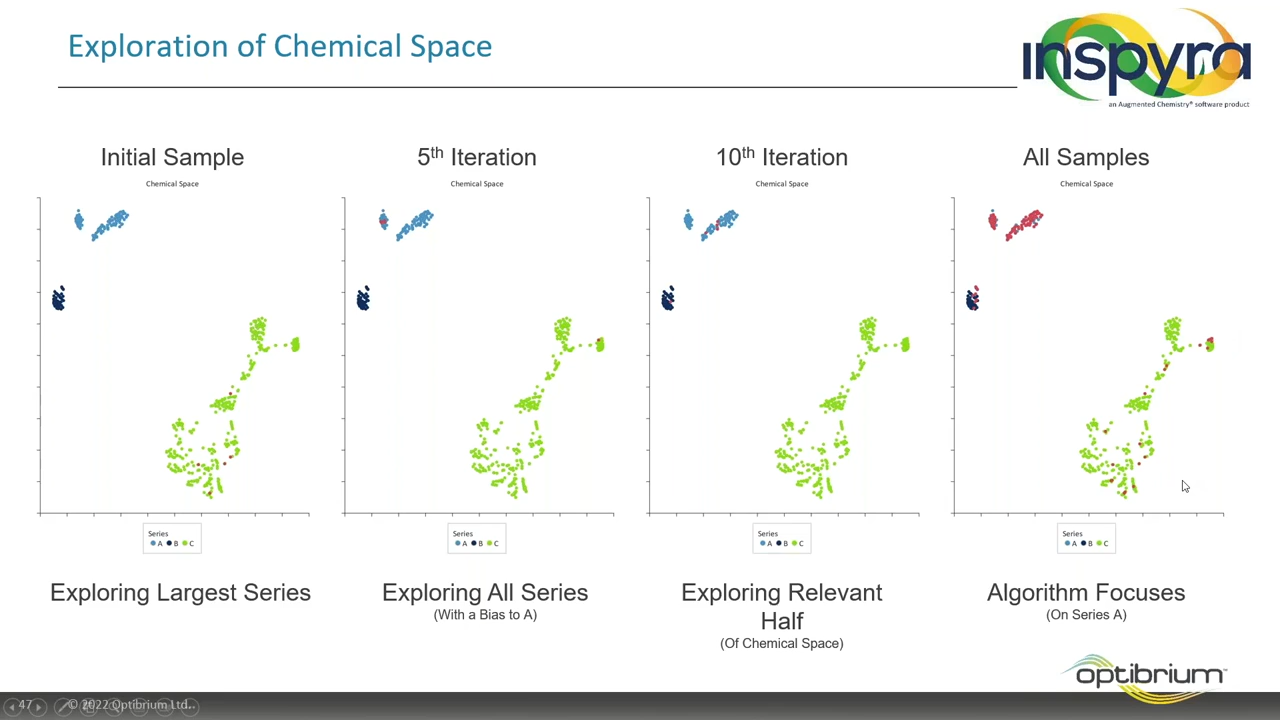 Exploration of Chemical Space
inspyra
an Augmented Chemistry® software product
Initial Sample
Chemical Space
Series
A B C
Exploring Largest Series
5th Iteration
Chemical Space
Series
A B C
Exploring All Series
(With a Bias to A)
10th Iteration
Chemical Space
Series
A B C
Exploring Relevant
Half
(Of Chemical Space)
All Samples
Chemical Space
Series
A B C
Algorithm Focuses
(On Series A)
optibrium™
47
© 2022 Optibrium Ltd.